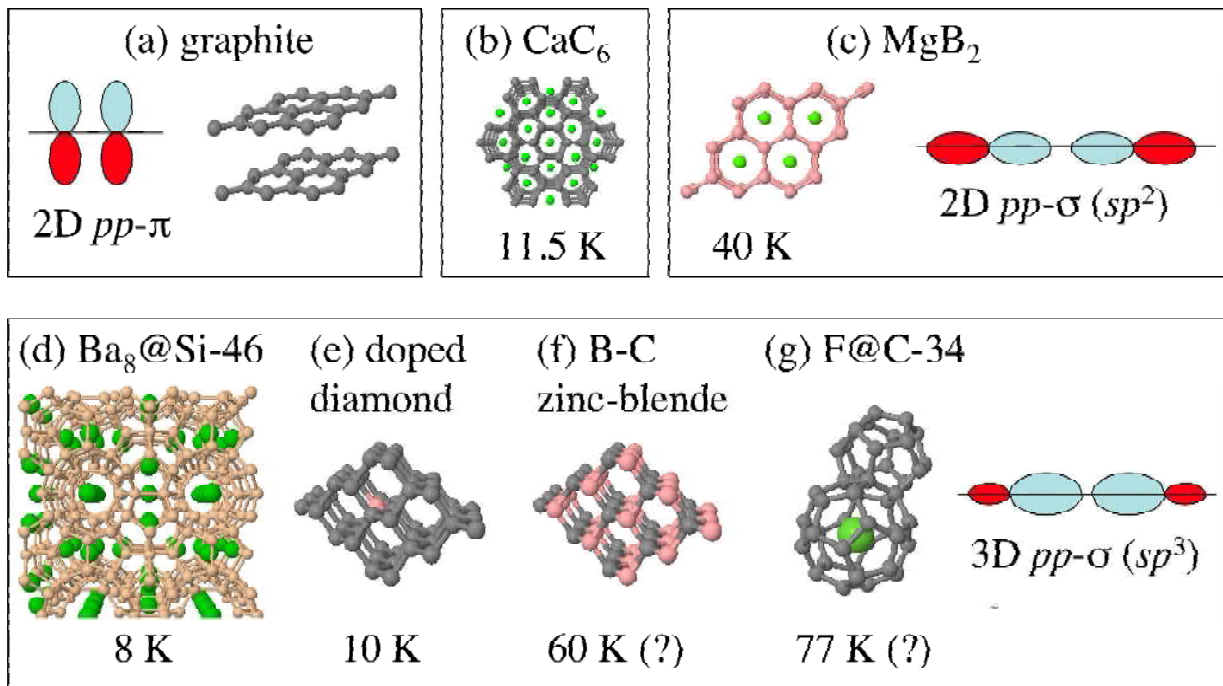 (a) graphite
2D pp-π
(b) CaC₆
11.5 K
(c) MgB₂
40 K
2D pp-σ (sp²)
(d) Ba₈@Si-46
8 K
(e) doped
diamond
10 K
(f) B-C
zinc-blende
60 K (?)
(g) F@C-34
77 K (?)
3D pp-σ (sp³)